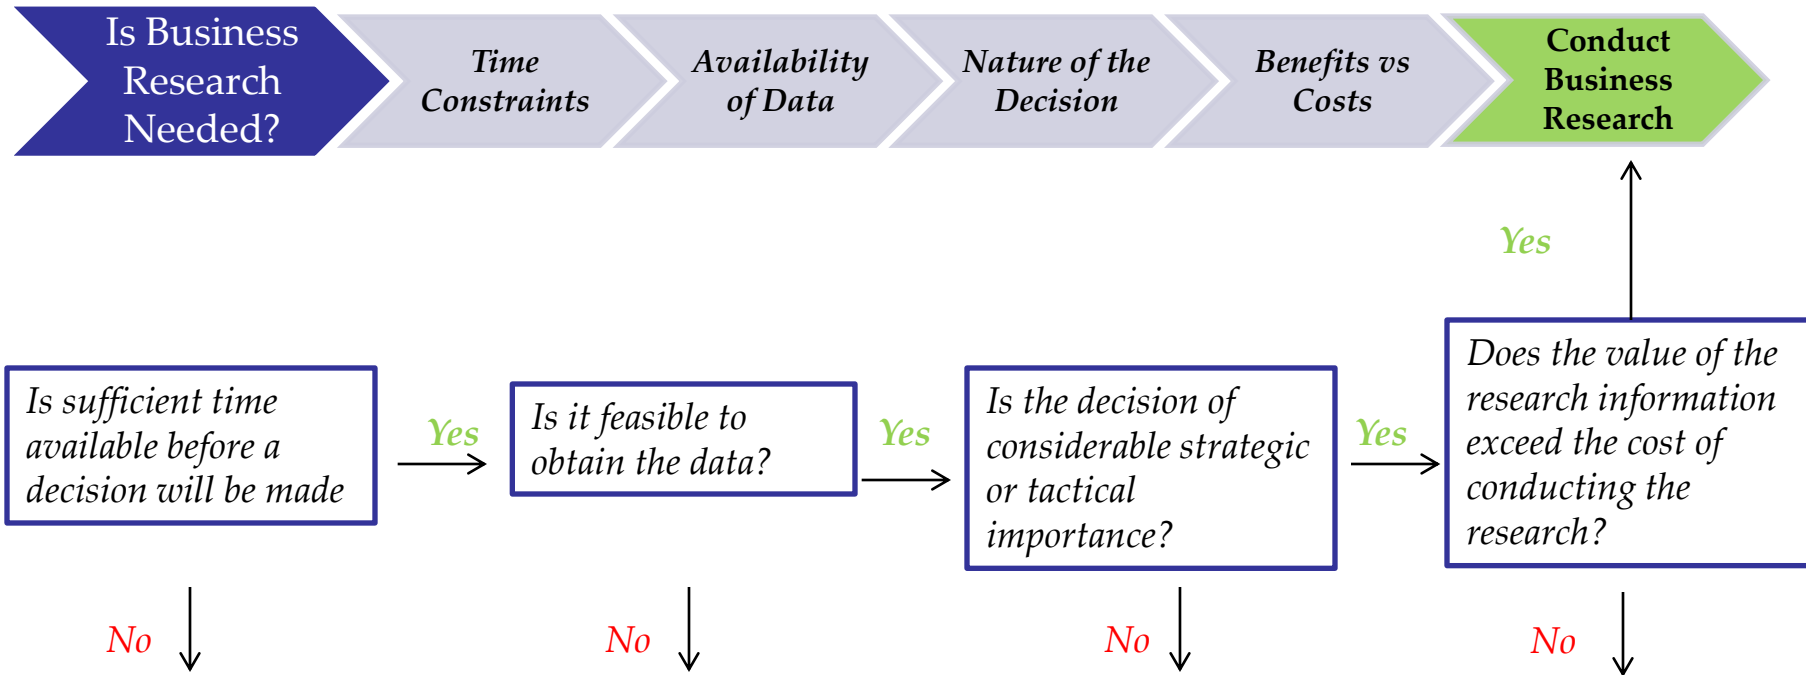 Is Business
Research
Needed?
Time
Constraints
Availability
of Data
Nature of the
Decision
Benefits vs
Costs
Conduct
Business
Research
Yes
Is sufficient time
available before a
decision will be made
Yes
Is it feasible to
obtain the data?
Yes
Is the decision of
considerable strategic
or tactical
importance?
Yes
Does the value of the
research information
exceed the cost of
conducting the
research?
No
No
No
No